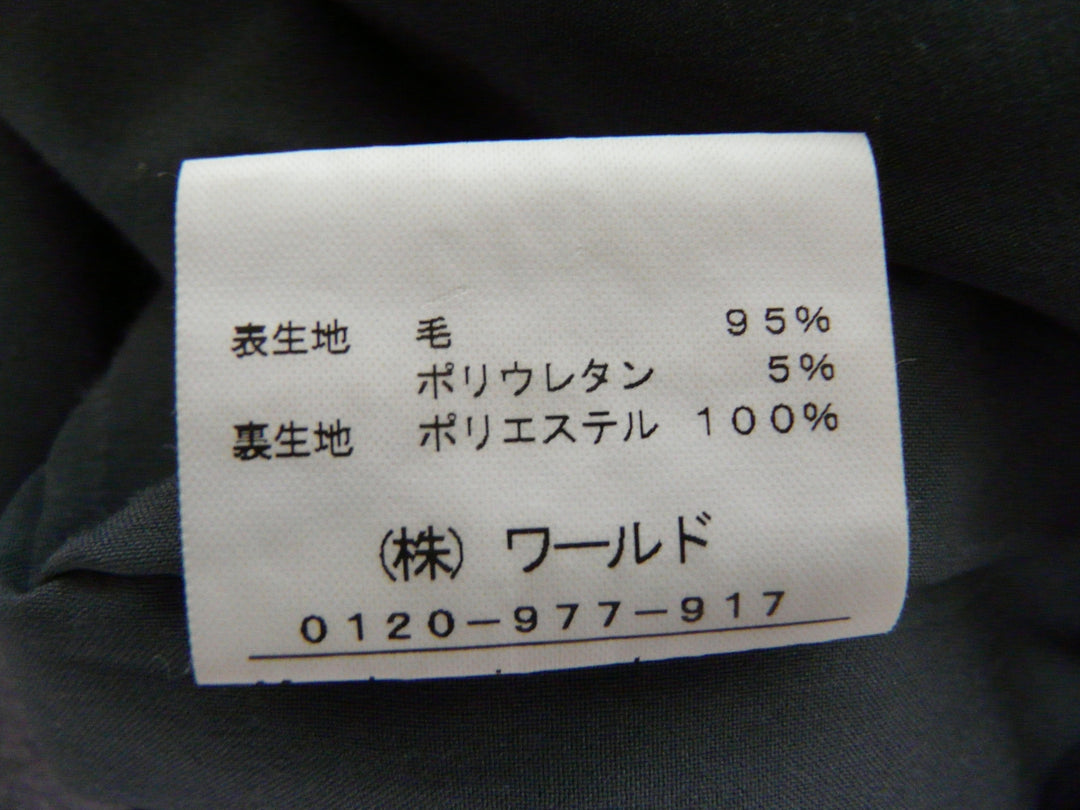 表生地 毛 95%
ポリウレタン 5%
裏生地 ポリエステル 100%
(株) ワールド
0120-977-917